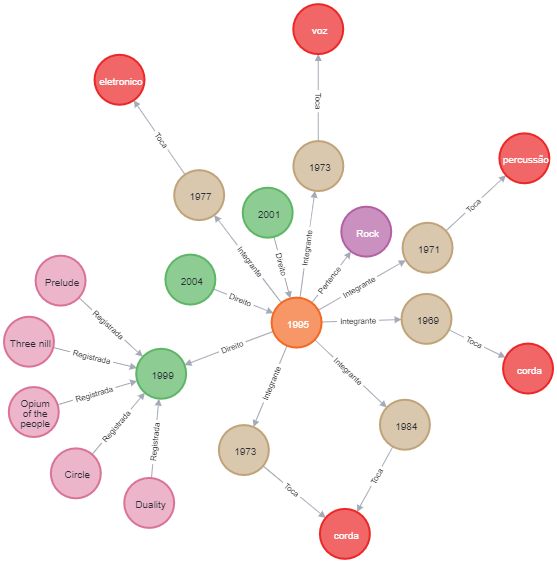 voz
eletronico
Toca
Toca
percussão
1973
1977
Toca
2001
Rock
1971
Integrante
Integrante
Direito
Pertence
Integrante
Prelude
2004
Direito
1995
Integrante
1969
Registrada
Toca
Three nill
Registrada
Direito
1999
corda
Integrante
Integrante
Opium
of the
people
Registrada
Registrada
Registrada
1984
1973
Circle
Toca
Toca
Duality
corda